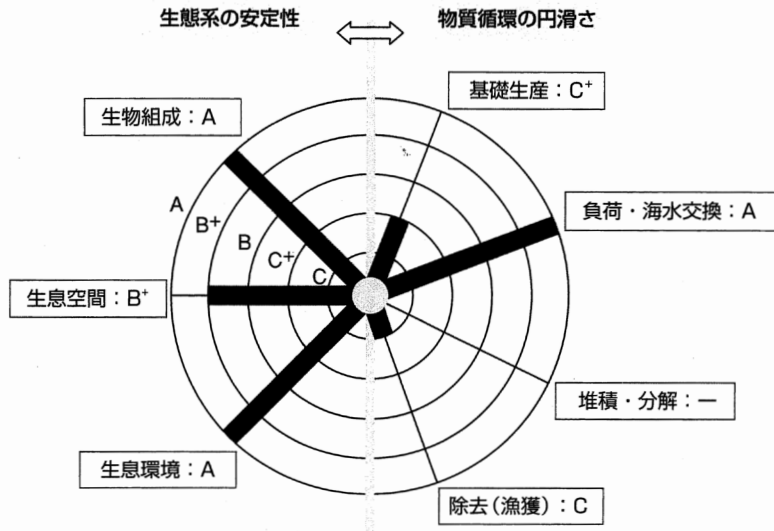 生態系の安定性
物質循環の円滑さ
基礎生産：C⁺
生物組成：A
負荷・海水交換：A
A
B⁺
B
C⁺
C
生息空間：B⁺
堆積・分解：ー
生息環境：A
除去（漁獲）：C